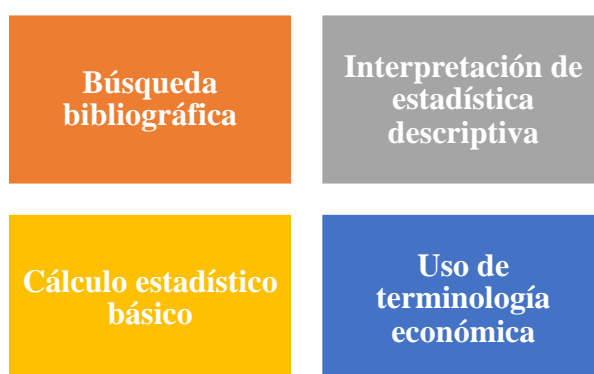 Búsqueda
bibliográfica
Interpretación de
estadística
descriptiva
Cálculo estadístico
básico
Uso de
terminología
económica